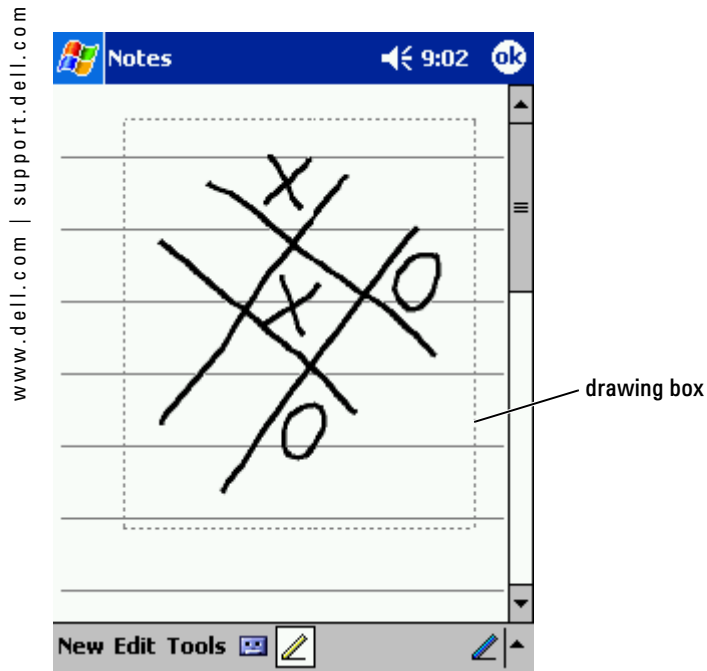 www.dell.com | support.dell.com
Notes 9:02 ok
X
X
O
O
drawing box
New Edit Tools